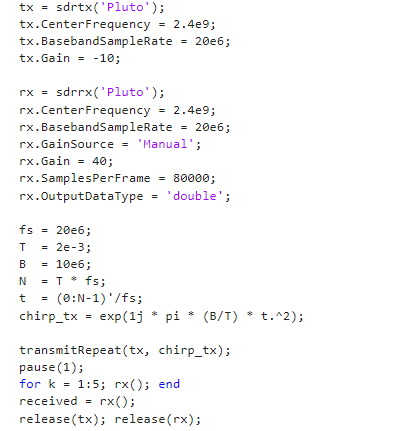 tx = sdrtx('Pluto');
tx.CenterFrequency = 2.4e9;
tx.BasebandSampleRate = 20e6;
tx.Gain = -10;
rx = sdrrx('Pluto');
rx.CenterFrequency = 2.4e9;
rx.BasebandSampleRate = 20e6;
rx.GainSource = 'Manual';
rx.Gain = 40;
rx.SamplesPerFrame = 80000;
rx.OutputDataType = 'double';
fs = 20e6;
T  = 2e-3;
B  = 10e6;
N  = T * fs;
t  = (0:N-1)'/fs;
chirp_tx = exp(1j * pi * (B/T) * t.^2);
transmitRepeat(tx, chirp_tx);
pause(1);
for k = 1:5; rx(); end
received = rx();
release(tx); release(rx);